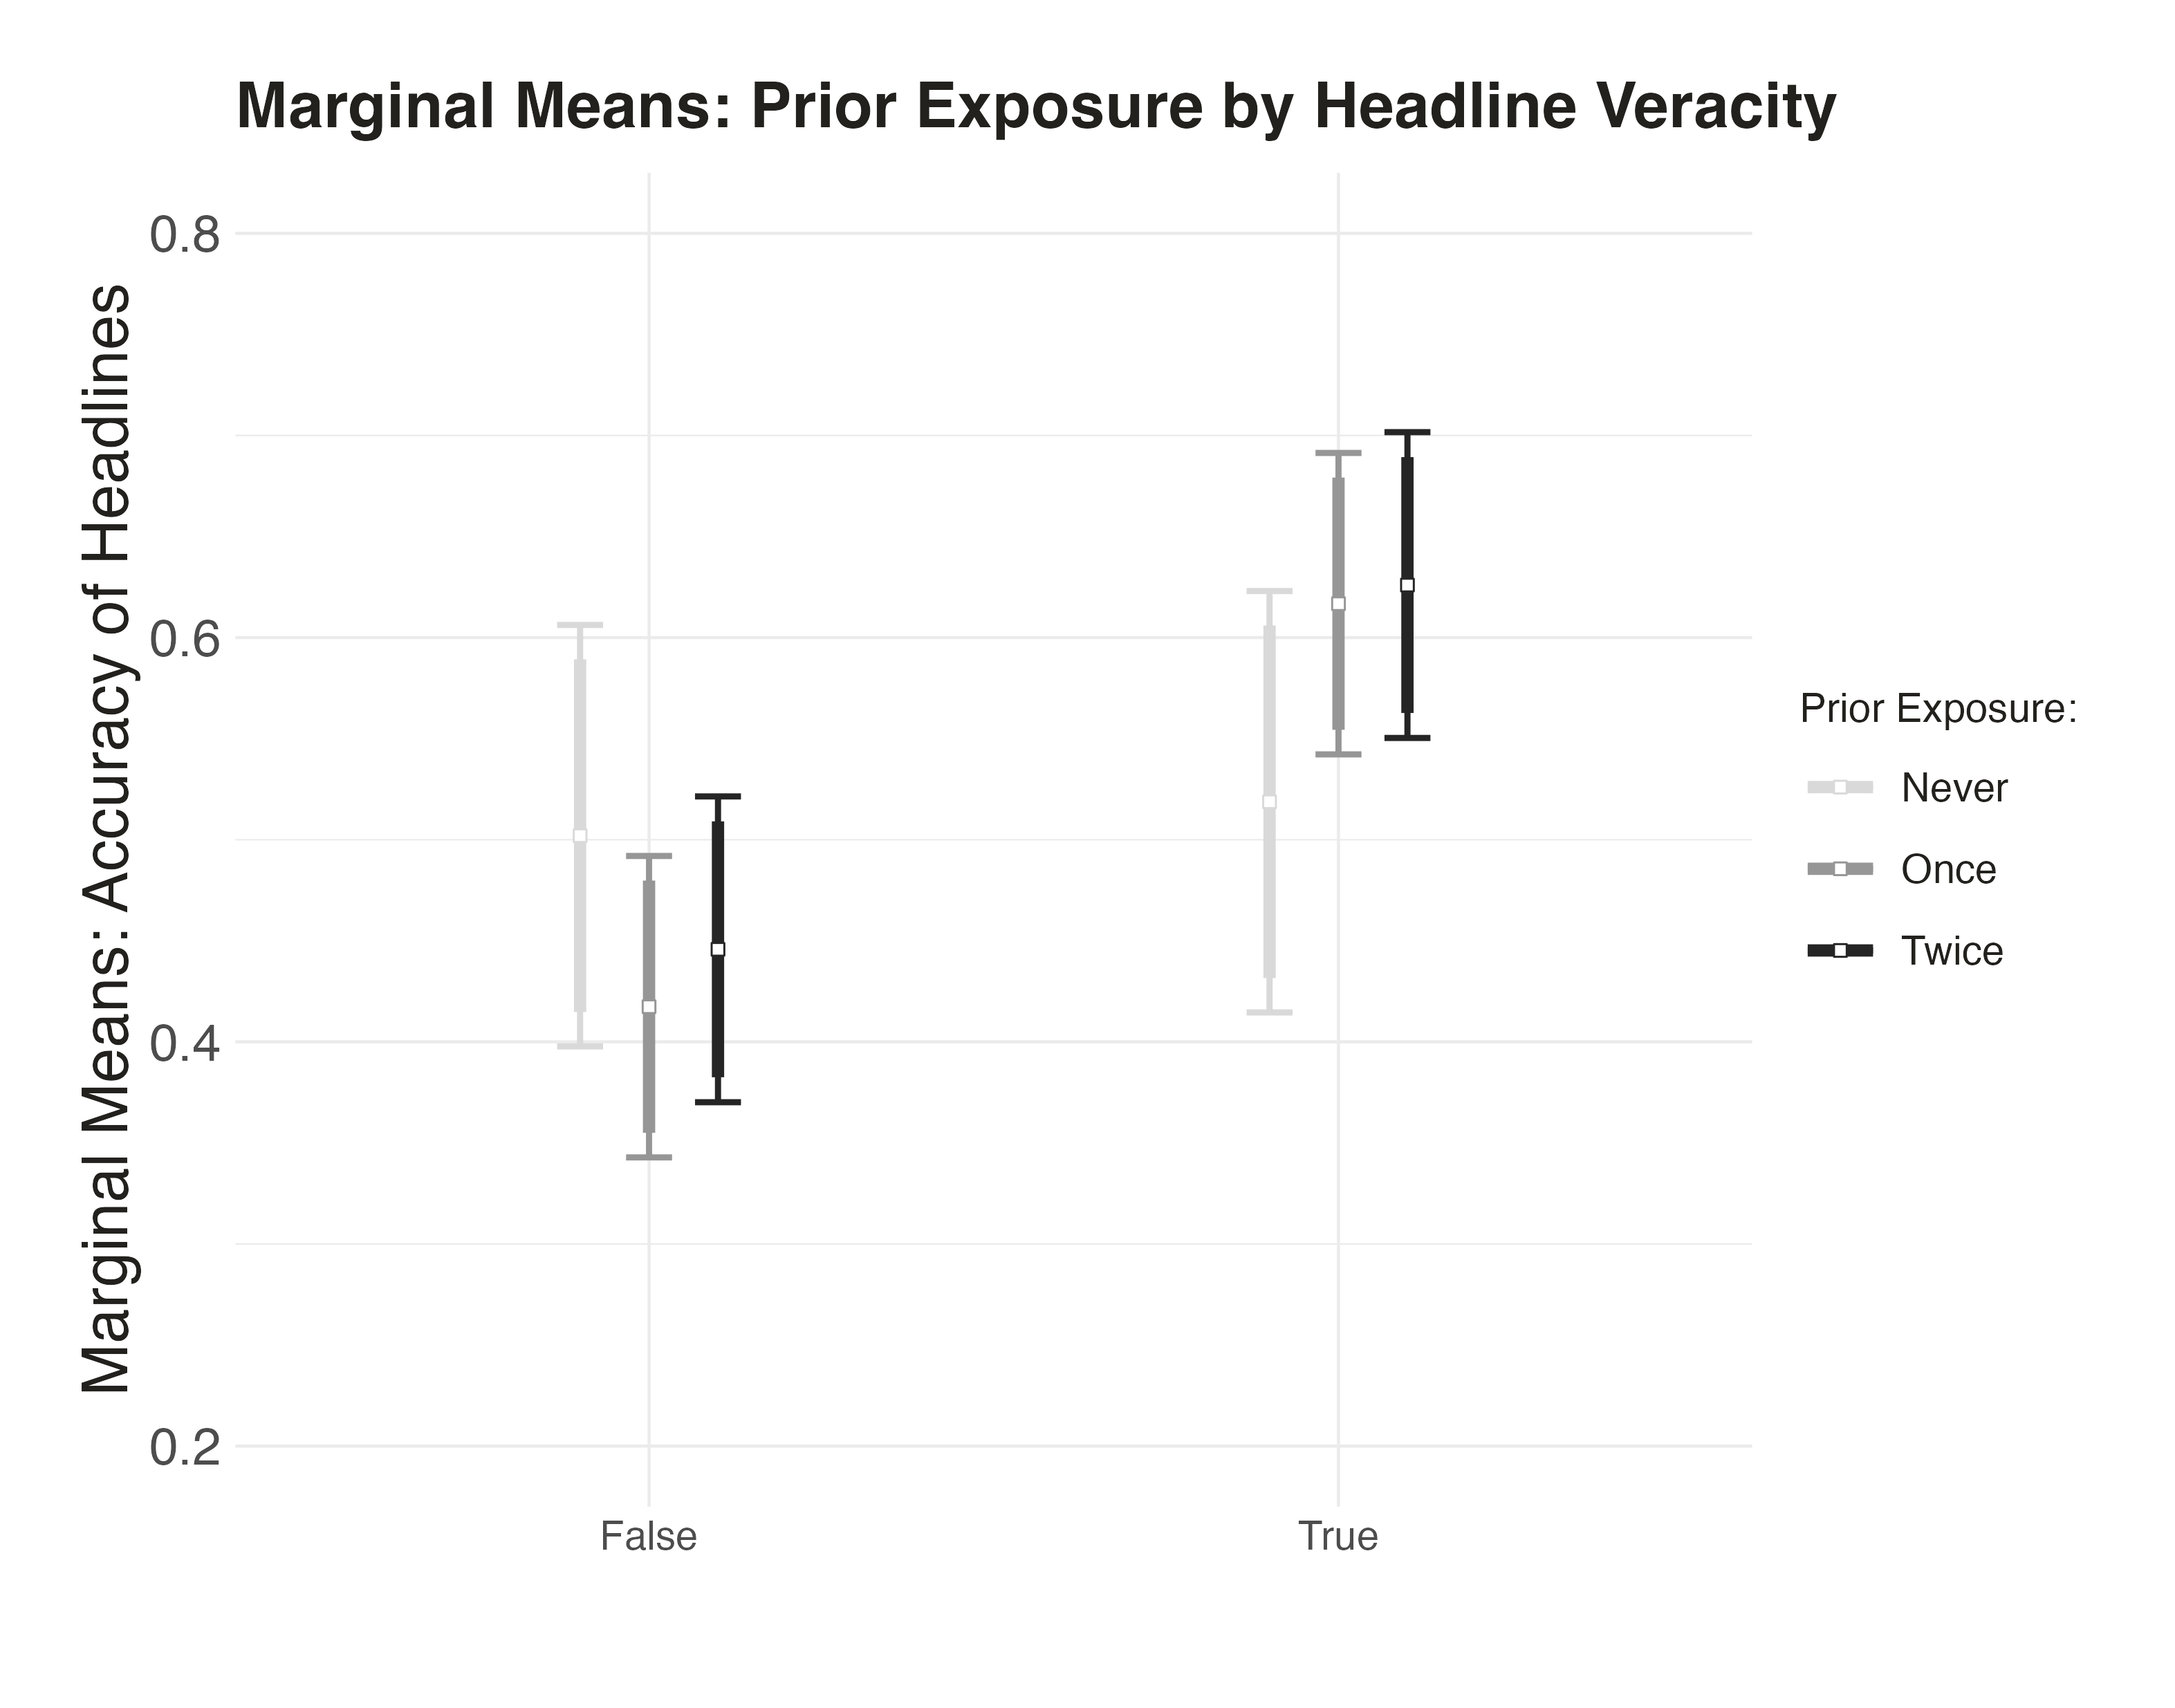 Marginal Means: Prior Exposure by Headline Veracity
Marginal Means: Accuracy of Headlines
0.8
0.6
0.4
0.2
False
True
Prior Exposure:
Never
Once
Twice